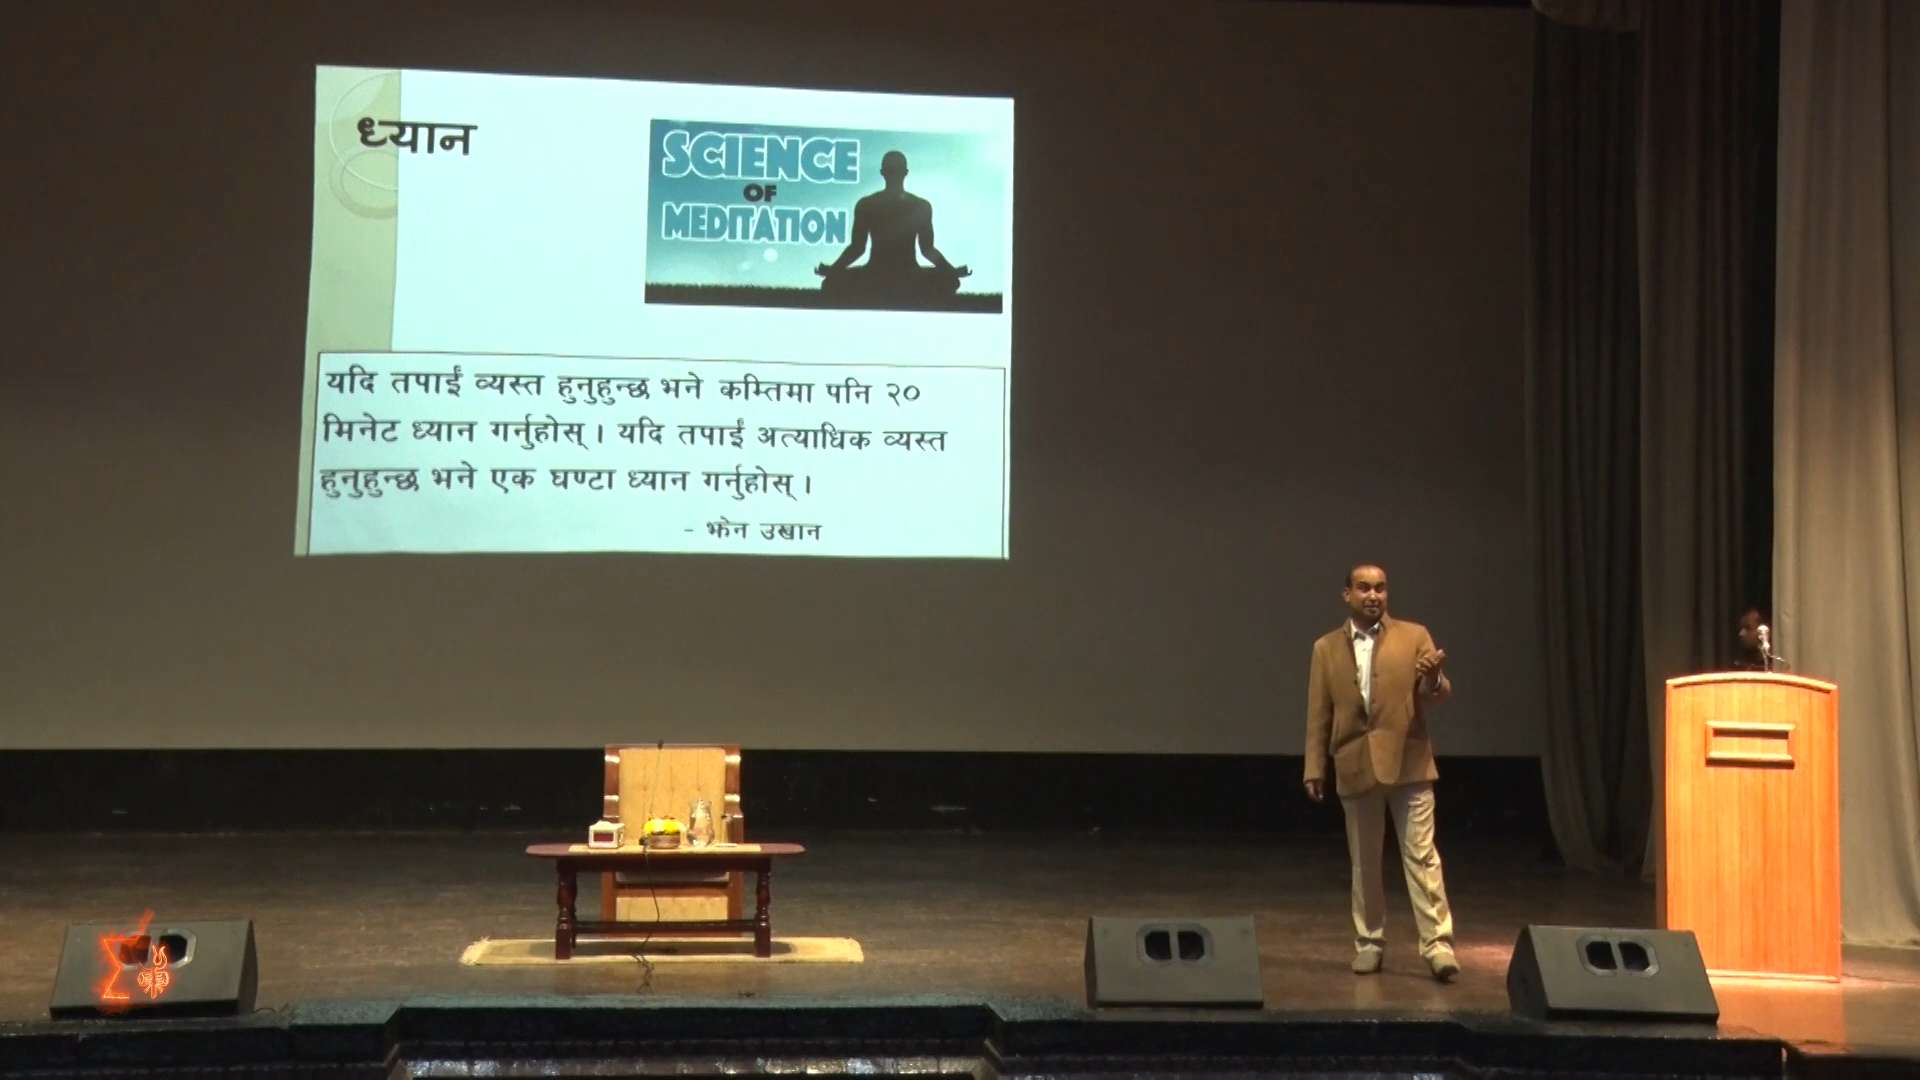 ध्यान
SCIENCE
OF
MEDITATION
यदि तपाईं व्यस्त हुनुहुन्छ भने कम्तिमा पनि २०
मिनेट ध्यान गर्नुहोस् । यदि तपाईं अत्याधिक व्यस्त
हुनुहुन्छ भने एक घण्टा ध्यान गर्नुहोस् ।
- झेन उखान